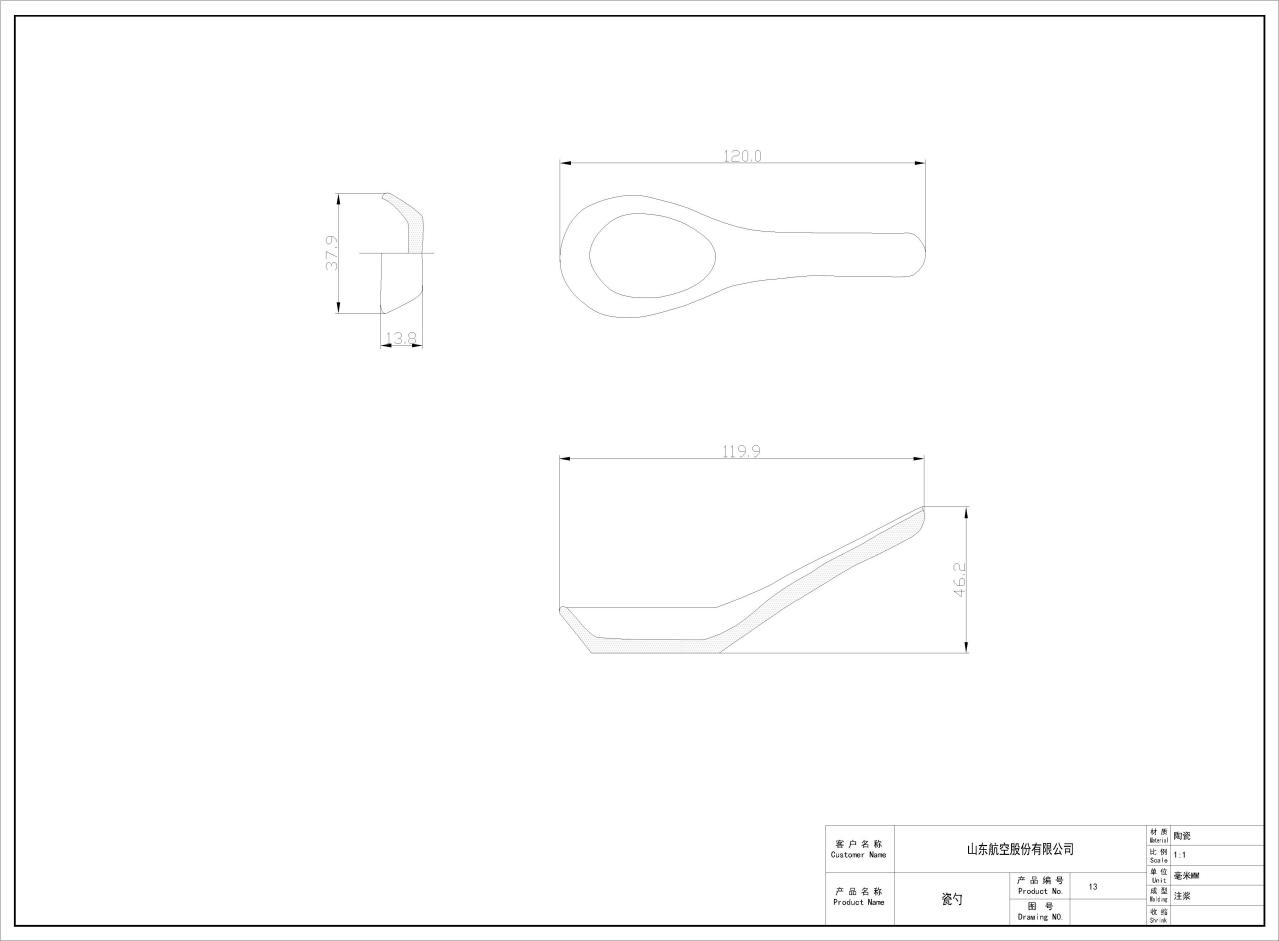 120.0
37.9
13.8
119.9
46.2
客户名称
Customer Name
山东航空股份有限公司
产品名称
Product Name
瓷勺
产品编号
Product No.
13
图号
Drawing NO.
材质
Material
陶瓷
比例
Scale
1:1
单位
Unit
毫米MM
成型
Molding
注浆
收缩
Shrink